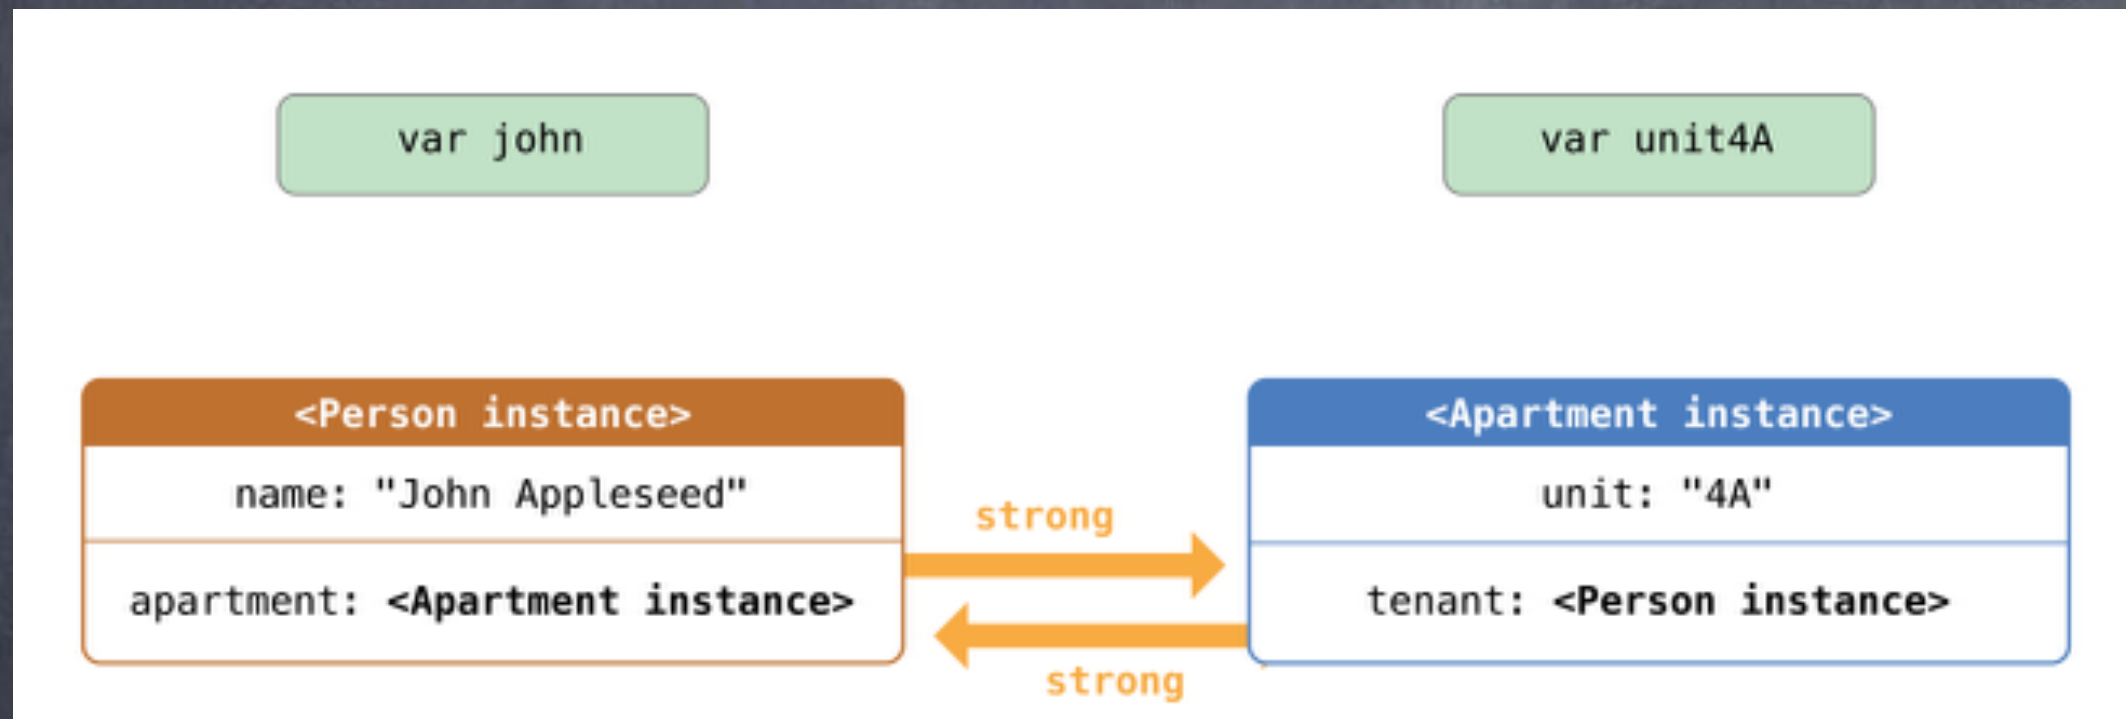 var john
var unit4A
<Person instance>
name: "John Appleseed"
apartment: <Apartment instance>
strong
strong
<Apartment instance>
unit: "4A"
tenant: <Person instance>